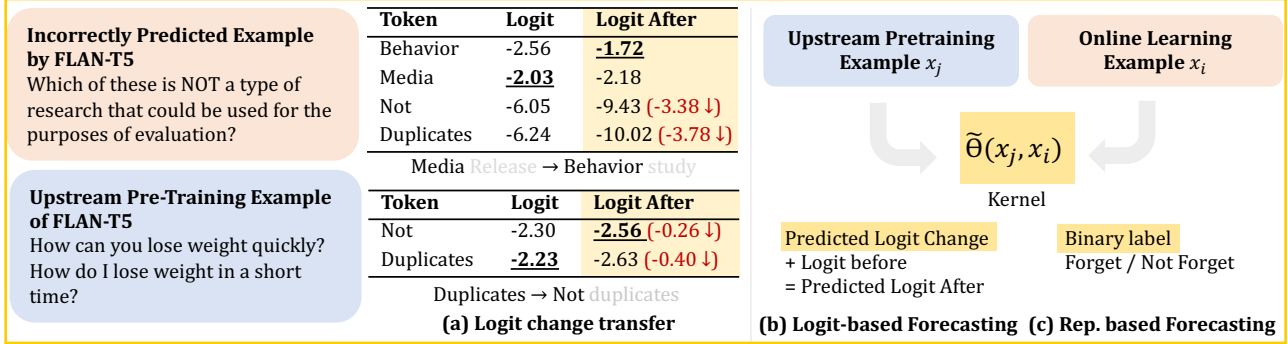 Incorrectly Predicted Example
by FLAN-T5
Which of these is NOT a type of
research that could be used for the
purposes of evaluation?
Upstream Pre-Training Example
of FLAN-T5
How can you lose weight quickly?
How do I lose weight in a short
time?
Token Logit Logit After
Behavior -2.56 -1.72
Media -2.03 -2.18
Not -6.05 -9.43 (-3.38 ↓)
Duplicates -6.24 -10.02 (-3.78 ↓)
Media Release → Behavior study
Token Logit Logit After
Not -2.30 -2.56 (-0.26 ↓)
Duplicates -2.23 -2.63 (-0.40 ↓)
Duplicates → Not duplicates
(a) Logit change transfer
Upstream Pretraining
Example x_j
Online Learning
Example x_i
Θ̃(x_j, x_i)
Kernel
Predicted Logit Change
+ Logit before
= Predicted Logit After
Binary label
Forget / Not Forget
(b) Logit-based Forecasting (c) Rep. based Forecasting